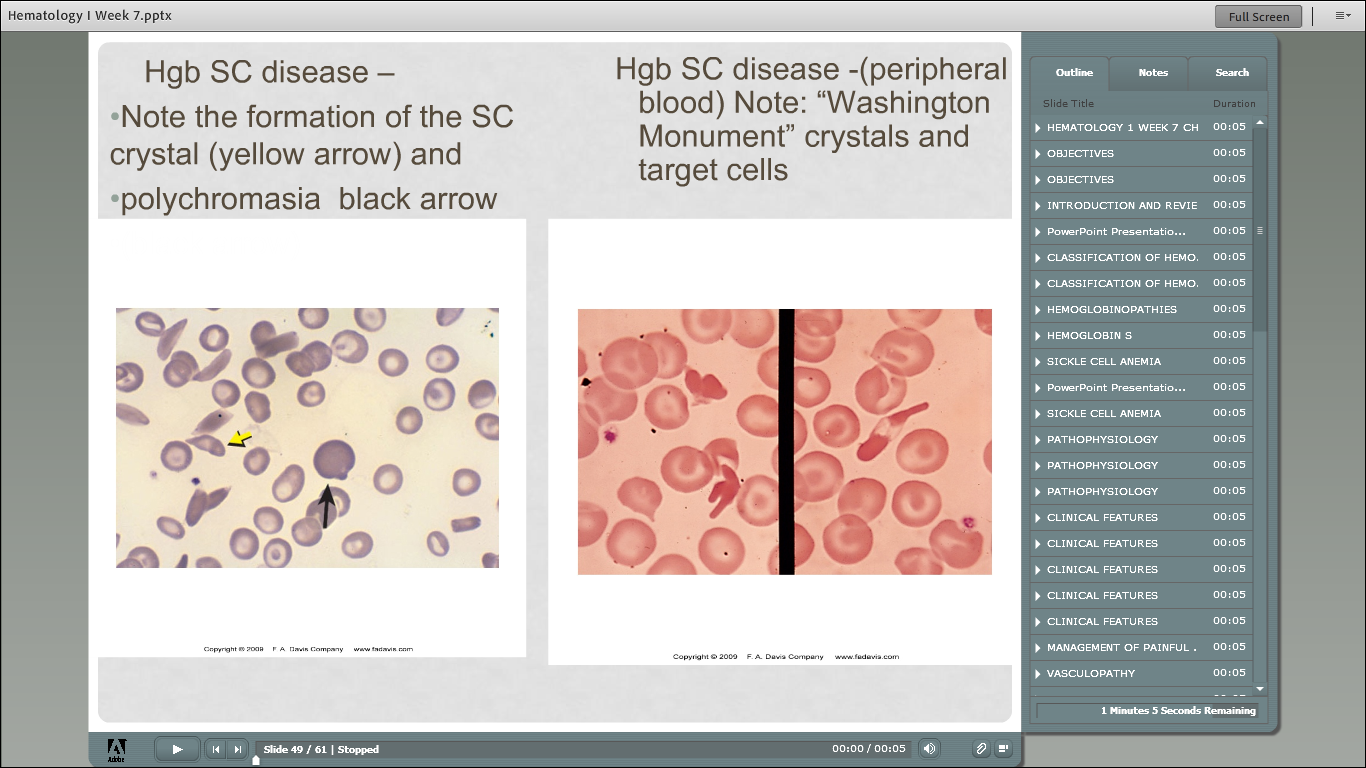 Hematology I Week 7.pptx
Full Screen
Hgb SC disease –
•Note the formation of the SC
crystal (yellow arrow) and
•polychromasia  black arrow
Hgb SC disease -(peripheral
blood) Note: “Washington
Monument” crystals and
target cells
Copyright © 2009 F. A. Davis Company www.fadavis.com
Copyright © 2009 F. A. Davis Company www.fadavis.com
Outline Notes Search
Slide Title Duration
HEMATOLOGY 1 WEEK 7 CH 00:05
OBJECTIVES 00:05
OBJECTIVES 00:05
INTRODUCTION AND REVIE 00:05
PowerPoint Presentatio... 00:05
CLASSIFICATION OF HEMO. 00:05
CLASSIFICATION OF HEMO. 00:05
HEMOGLOBINOPATHIES 00:05
HEMOGLOBIN S 00:05
SICKLE CELL ANEMIA 00:05
PowerPoint Presentatio... 00:05
SICKLE CELL ANEMIA 00:05
PATHOPHYSIOLOGY 00:05
PATHOPHYSIOLOGY 00:05
PATHOPHYSIOLOGY 00:05
CLINICAL FEATURES 00:05
CLINICAL FEATURES 00:05
CLINICAL FEATURES 00:05
CLINICAL FEATURES 00:05
CLINICAL FEATURES 00:05
MANAGEMENT OF PAINFUL . 00:05
VASCULOPATHY 00:05
1 Minutes 5 Seconds Remaining
Adobe
Slide 49 / 61 | Stopped
00:00 / 00:05